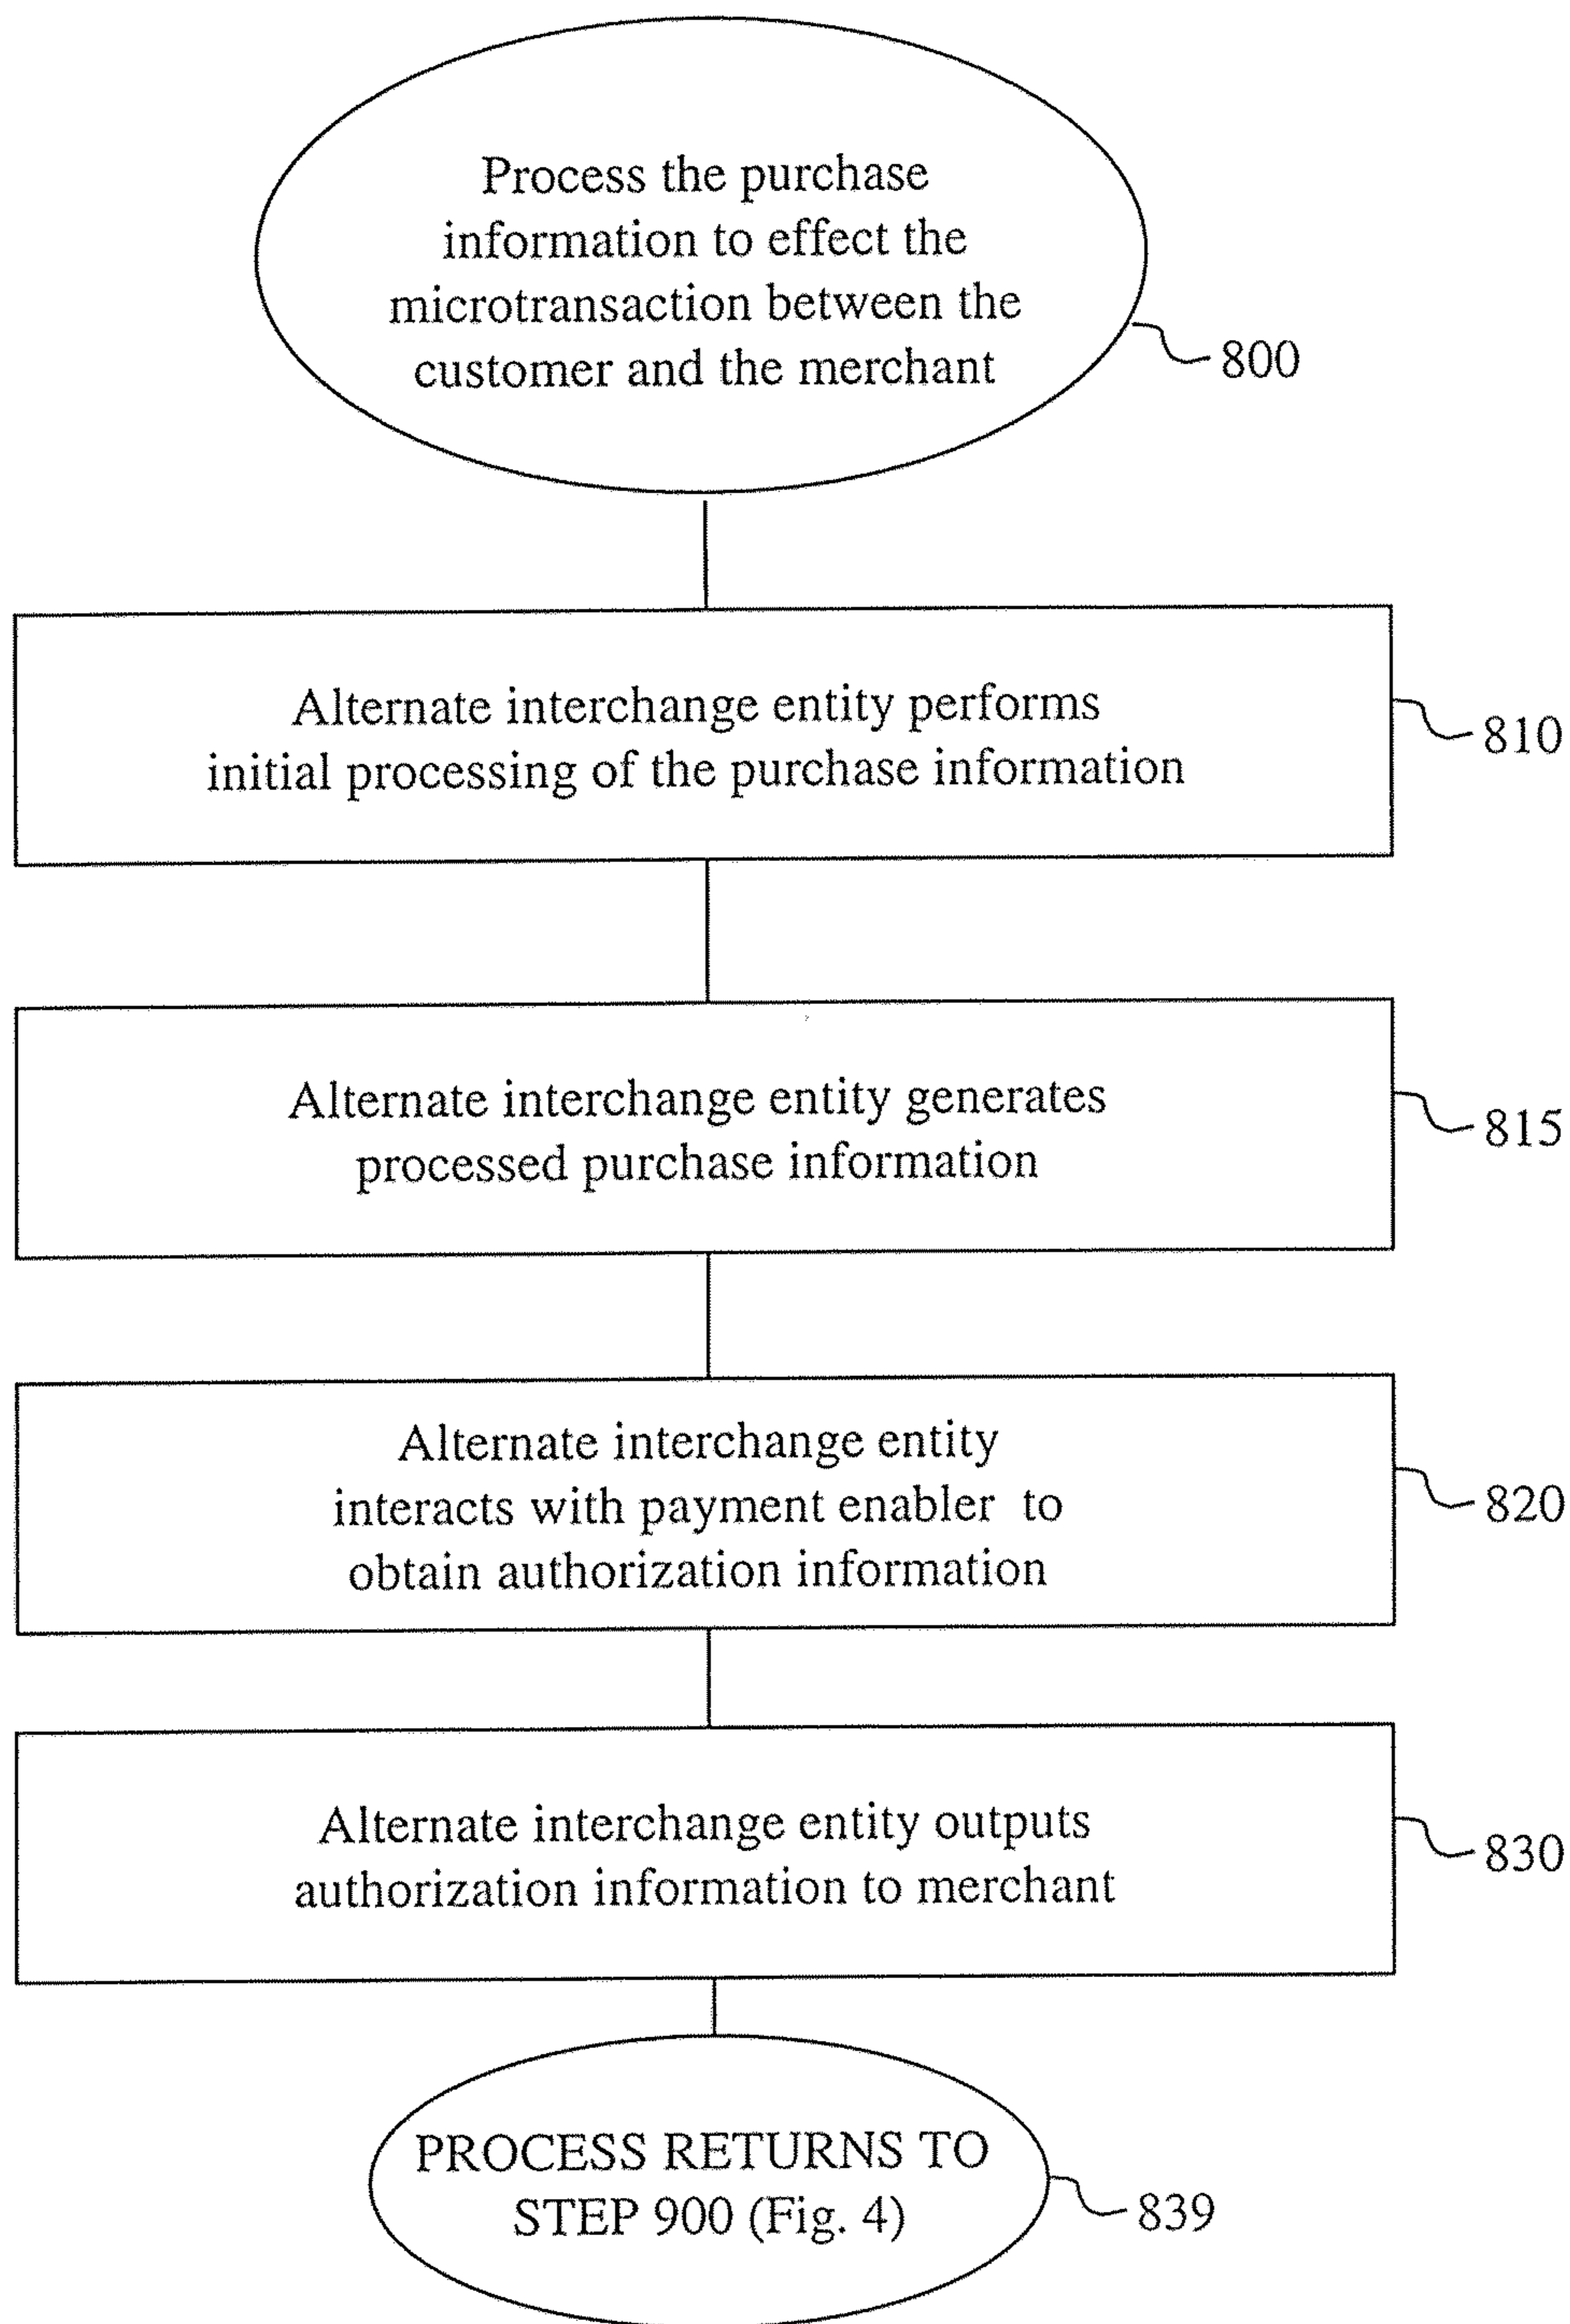 Process the purchase
information to effect the
microtransaction between the
customer and the merchant
800
Alternate interchange entity performs
initial processing of the purchase information
810
Alternate interchange entity generates
processed purchase information
815
Alternate interchange entity
interacts with payment enabler to
obtain authorization information
820
Alternate interchange entity outputs
authorization information to merchant
830
PROCESS RETURNS TO
STEP 900 (Fig. 4)
839